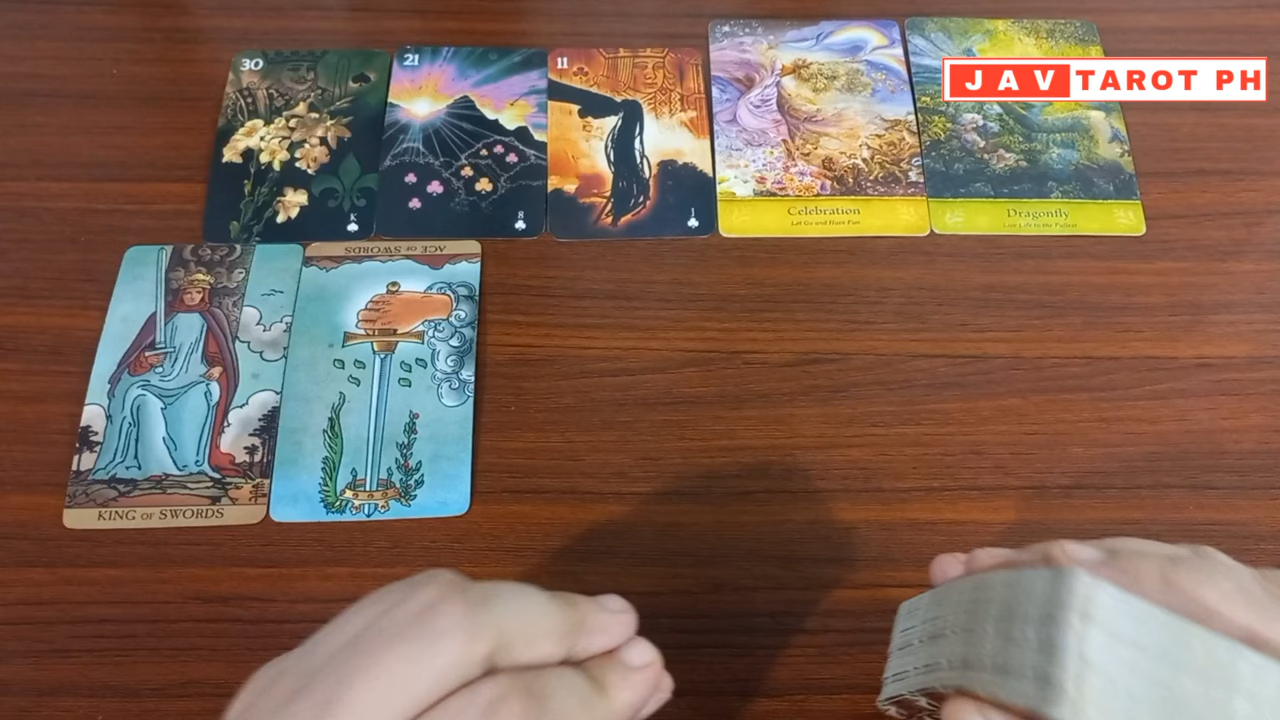 JAV TAROT PH
30
K
21
8
11
J
Celebration
Let Go and Have Fun
Dragonfly
Live Life to the Fullest
KING OF SWORDS
ACE OF SWORDS